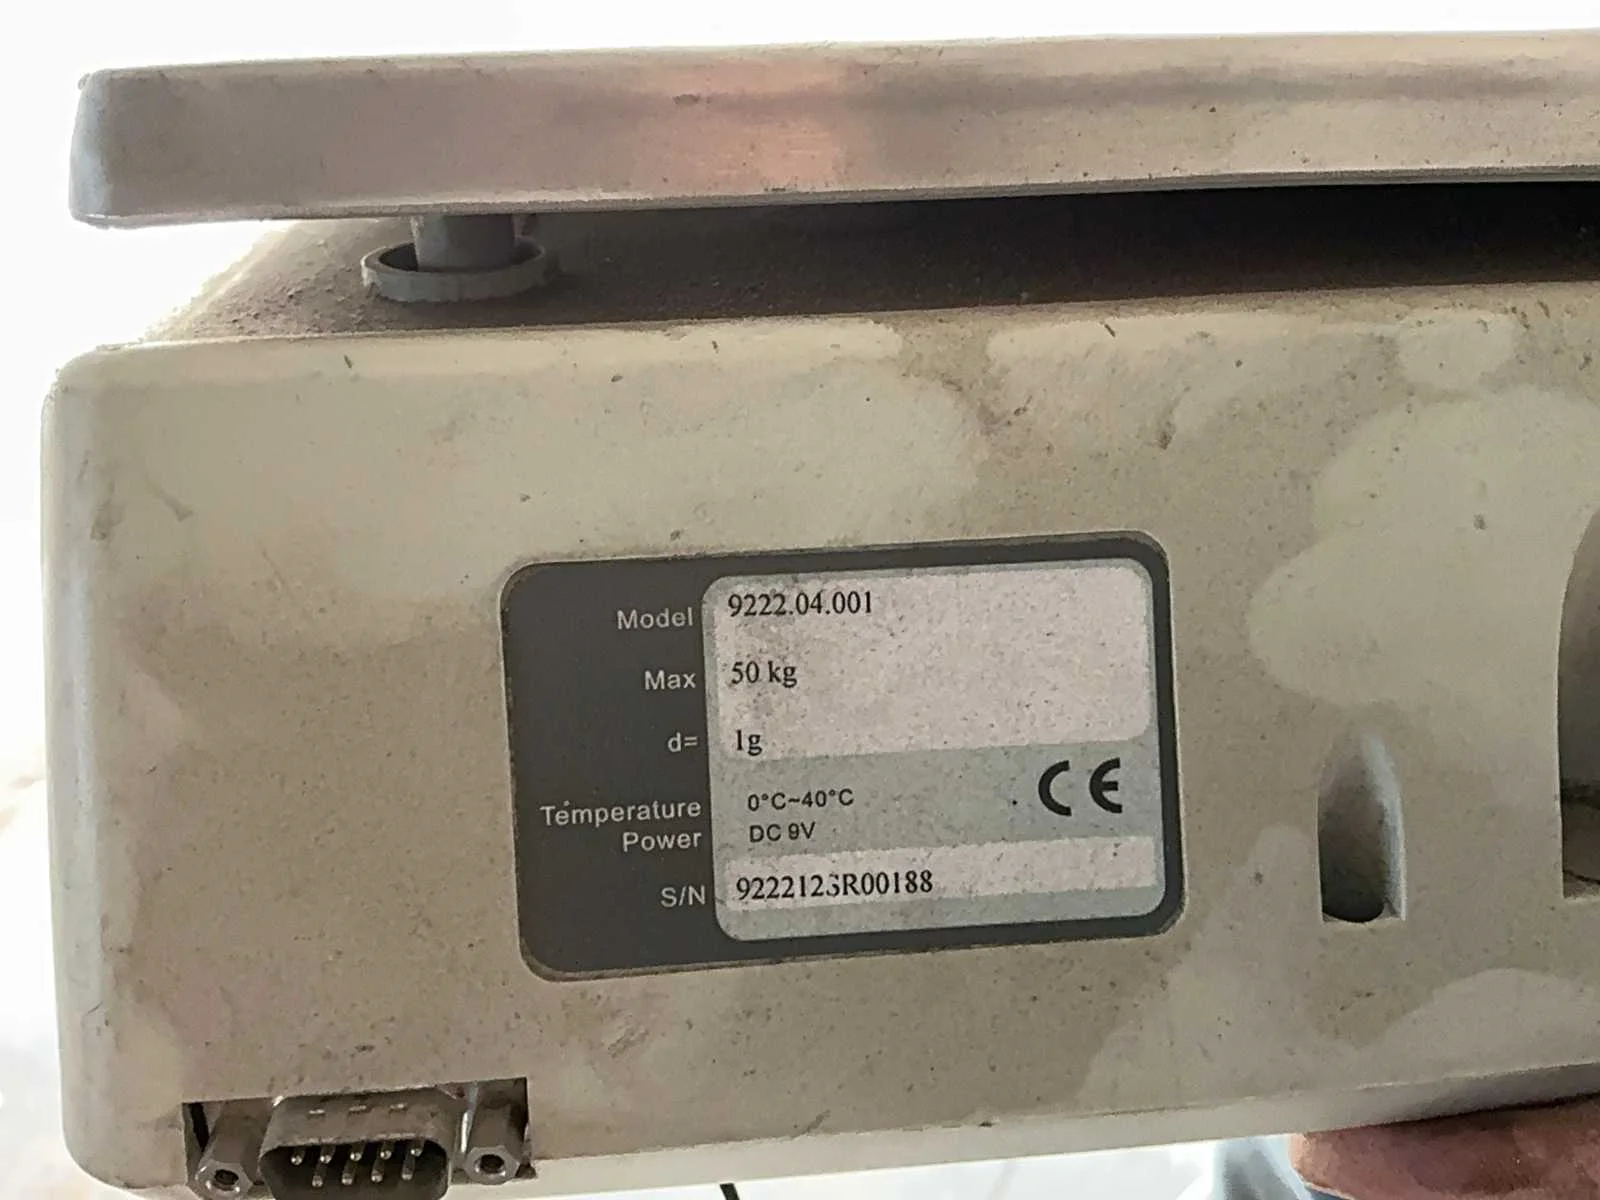 Model 9222.04.001
Max 50 kg
d= 1g
Temperature 0°C~40°C
CE
Power DC 9V
S/N 9222123R00188